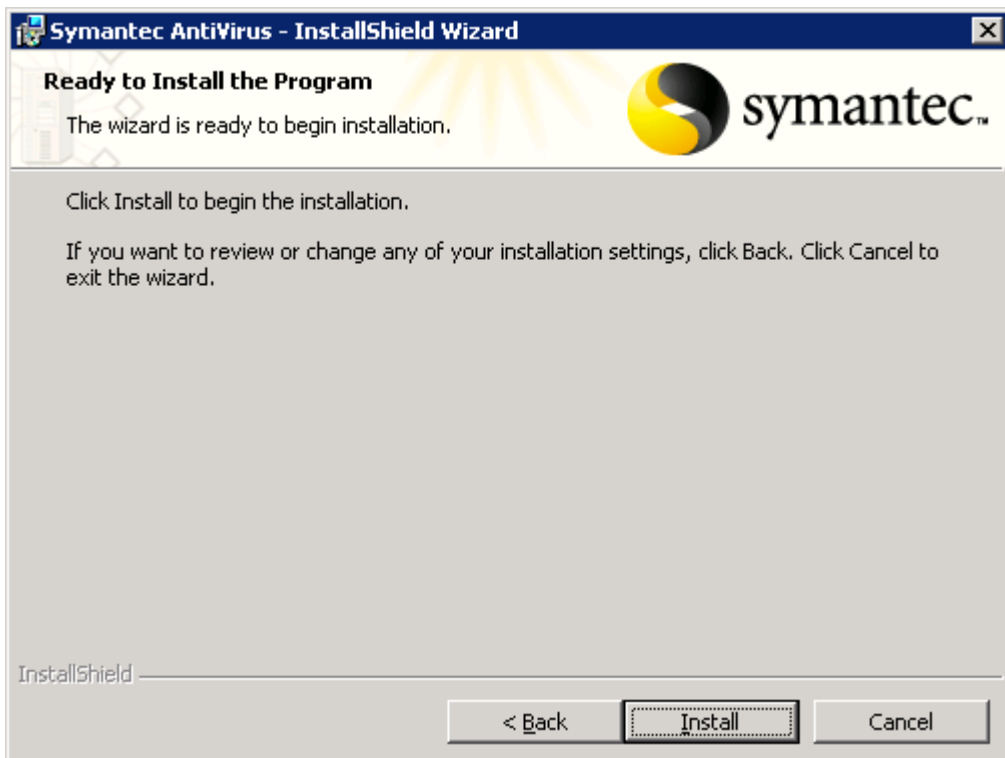 Symantec AntiVirus - InstallShield Wizard
Ready to Install the Program
The wizard is ready to begin installation.
symantec.™
Click Install to begin the installation.
If you want to review or change any of your installation settings, click Back. Click Cancel to
exit the wizard.
InstallShield
< Back
Install
Cancel